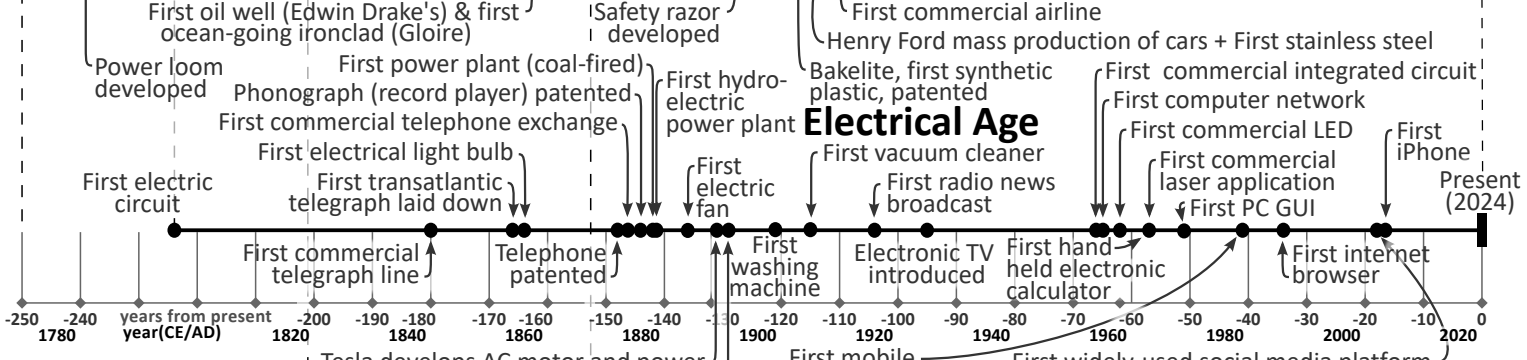 First oil well (Edwin Drake's) & first
ocean-going ironclad (Gloire)
Safety razor
developed
First commercial airline
Henry Ford mass production of cars + First stainless steel
Power loom
developed
First power plant (coal-fired)
Phonograph (record player) patented
First commercial telephone exchange
First electrical light bulb
First hydro-
electric
power plant
Bakelite, first synthetic
plastic, patented
Electrical Age
First commercial integrated circuit
First computer network
First commercial LED
First commercial
laser application
First PC GUI
First
iPhone
Present
(2024)
First electric
circuit
First transatlantic
telegraph laid down
First
electric
fan
First vacuum cleaner
First radio news
broadcast
First commercial
telegraph line
Telephone
patented
First
washing
machine
Electronic TV
introduced
First hand
held electronic
calculator
First internet
browser
-250 -240 years from present -200 -190 -180 -170 -160 -150 -140 -130 -120 -110 -100 -90 -80 -70 -60 -50 -40 -30 -20 -10 0
1780 year(CE/AD) 1820 1840 1860 1880 1900 1920 1940 1960 1980 2000 2020
Tesla develops AC motor and power
First mobile
First widely-used social media platform